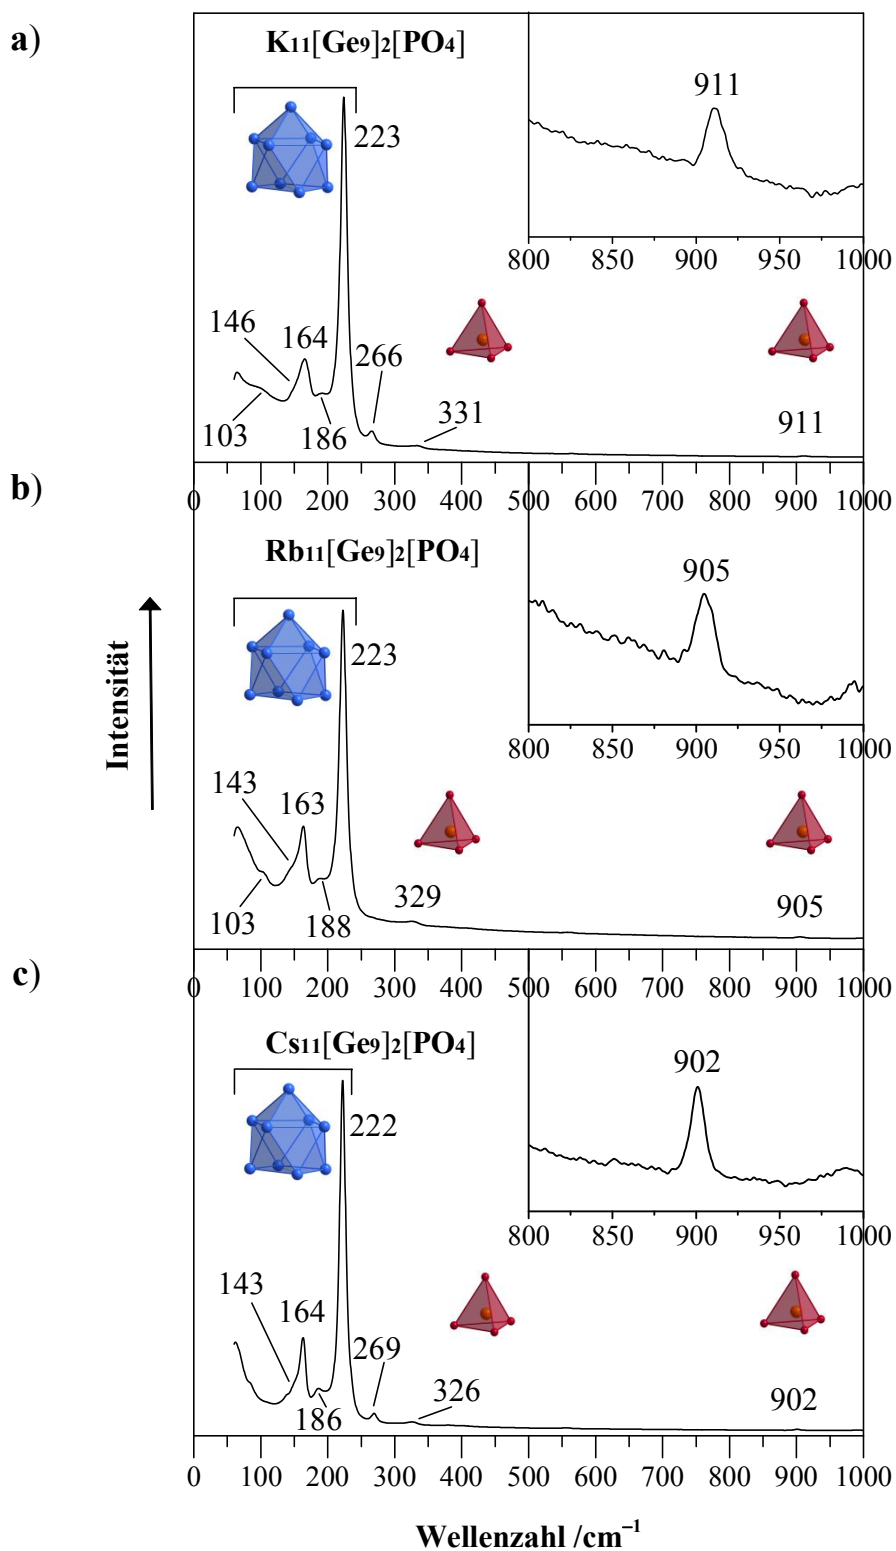 a)
K₁₁[Ge₉]₂[PO₄]
911
223
800 850 900 950 1000
146
164
266
331
911
103
186
0 100 200 300 400 500 600 700 800 900 1000
b)
Rb₁₁[Ge₉]₂[PO₄]
905
223
800 850 900 950 1000
143
163
329
905
103
188
0 100 200 300 400 500 600 700 800 900 1000
c)
Cs₁₁[Ge₉]₂[PO₄]
902
222
800 850 900 950 1000
143
164
269
326
902
186
0 100 200 300 400 500 600 700 800 900 1000
Intensität
Wellenzahl /cm⁻¹